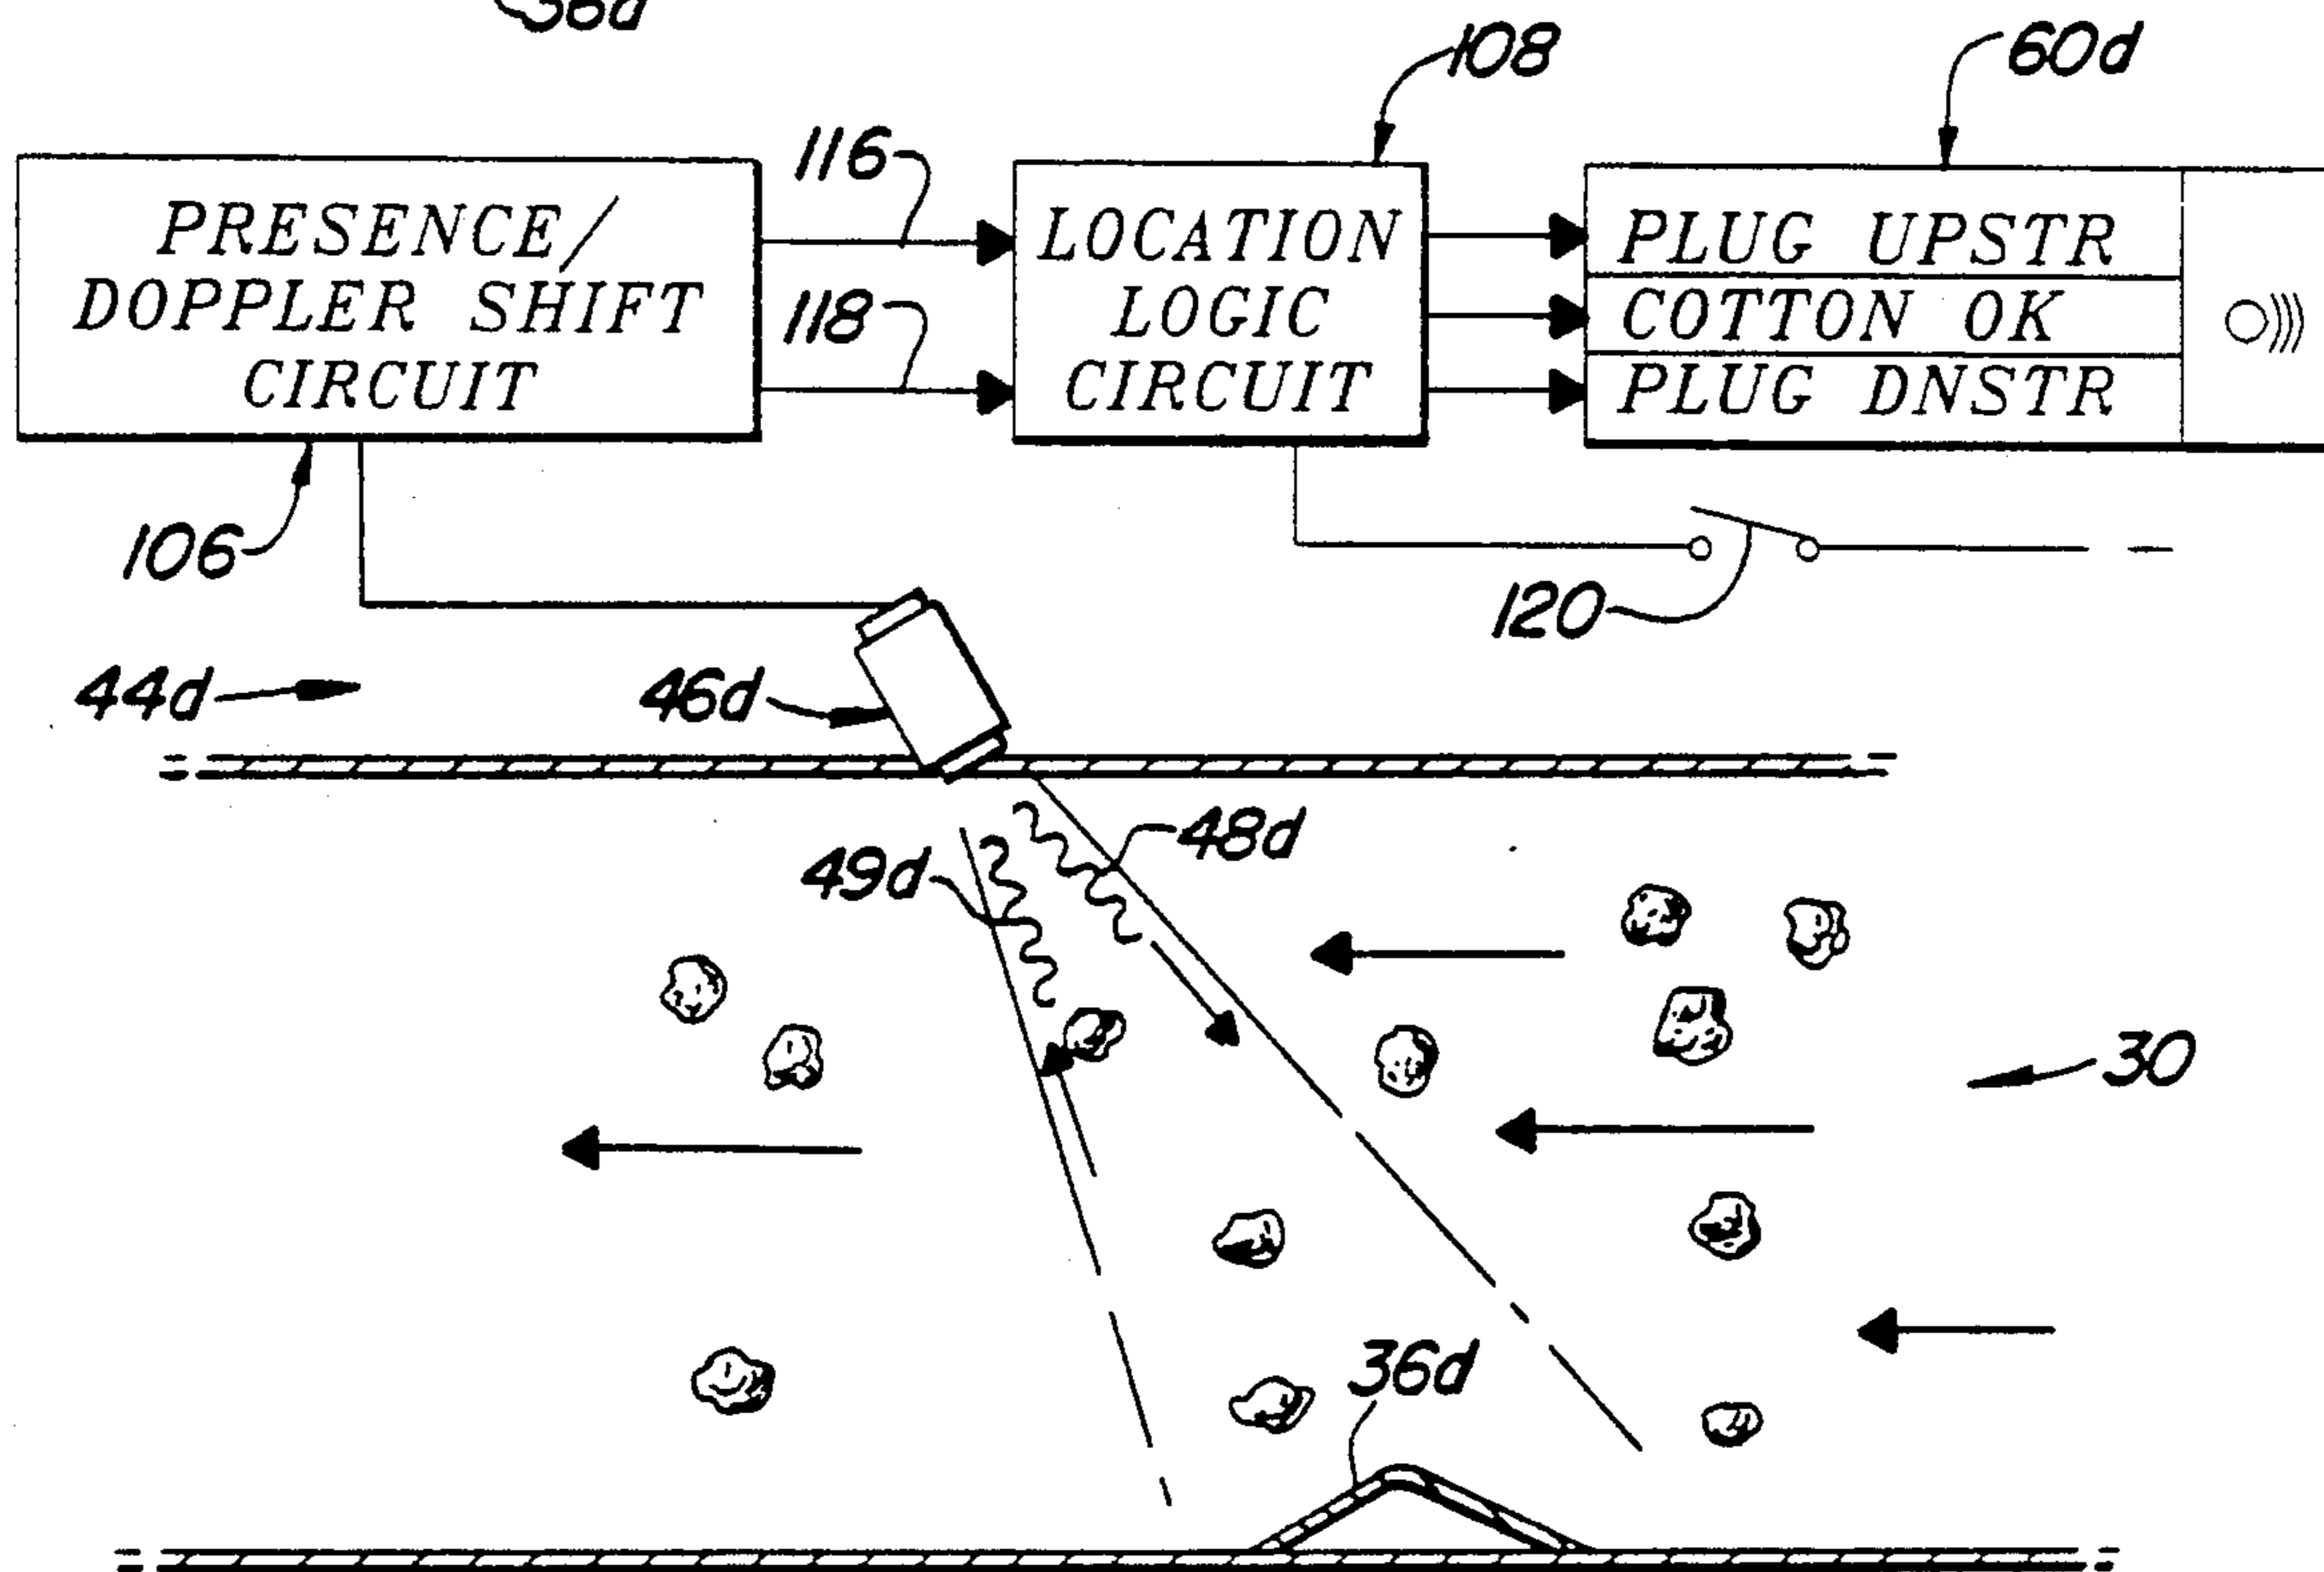 36d
108
60d
116
PRESENCE/
DOPPLER SHIFT
CIRCUIT
118
LOCATION
LOGIC
CIRCUIT
PLUG UPSTR
COTTON OK
PLUG DNSTR
106
120
44d
46d
48d
49d
30
36d